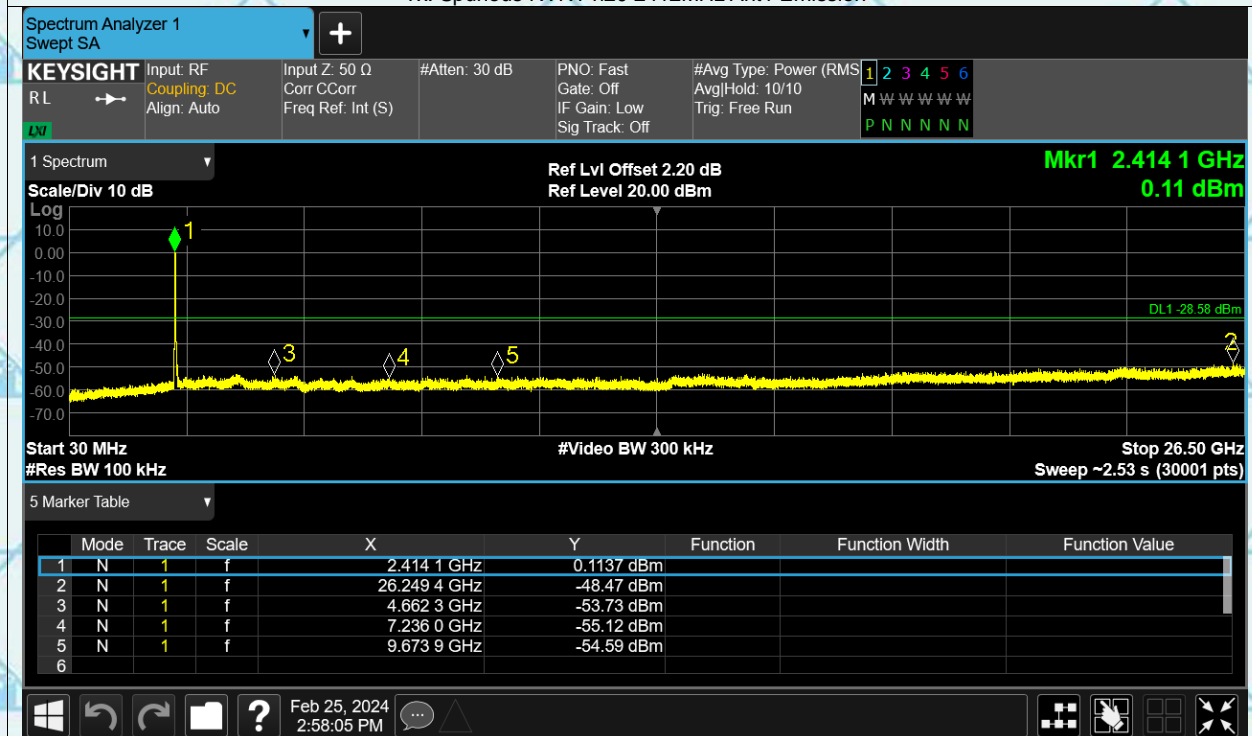 Spectrum Analyzer 1
Swept SA
+
KEYSIGHT
RL
LXI
Input: RF
Coupling: DC
Align: Auto
Input Z: 50 Ω
Corr CCorr
Freq Ref: Int (S)
#Atten: 30 dB
PNO: Fast
Gate: Off
IF Gain: Low
Sig Track: Off
#Avg Type: Power (RMS
Avg|Hold: 10/10
Trig: Free Run
1 2 3 4 5 6
M W W W W W
P N N N N N
1 Spectrum
Scale/Div 10 dB
Ref Lvl Offset 2.20 dB
Ref Level 20.00 dBm
Mkr1 2.414 1 GHz
0.11 dBm
Log
10.0
0.00
-10.0
-20.0
-30.0
-40.0
-50.0
-60.0
-70.0
1
DL1 -28.58 dBm
3
4
5
2
Start 30 MHz
#Res BW 100 kHz
#Video BW 300 kHz
Stop 26.50 GHz
Sweep ~2.53 s (30001 pts)
5 Marker Table
Mode Trace Scale X Y Function Function Width Function Value
1 N 1 f 2.414 1 GHz 0.1137 dBm
2 N 1 f 26.249 4 GHz -48.47 dBm
3 N 1 f 4.662 3 GHz -53.73 dBm
4 N 1 f 7.236 0 GHz -55.12 dBm
5 N 1 f 9.673 9 GHz -54.59 dBm
6
?
Feb 25, 2024
2:58:05 PM